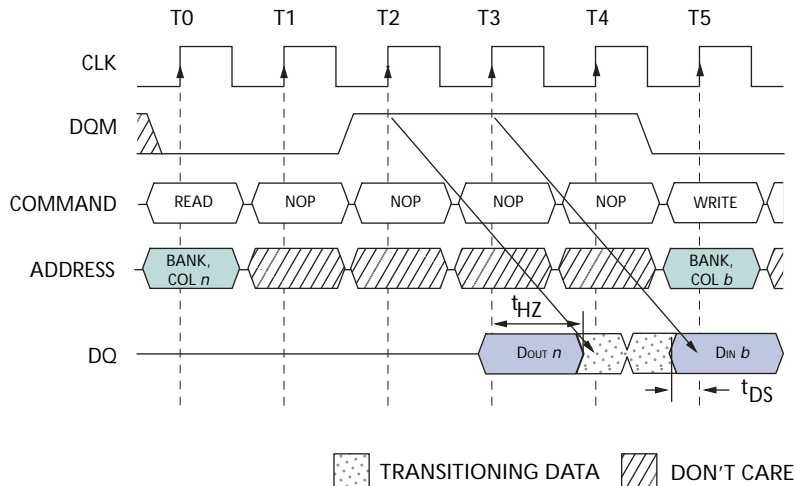 T0 T1 T2 T3 T4 T5
CLK
DQM
COMMAND READ NOP NOP NOP NOP WRITE
ADDRESS BANK, COL n BANK, COL b
tHZ
DQ DOUT n DIN b
tDS
TRANSITIONING DATA DON'T CARE